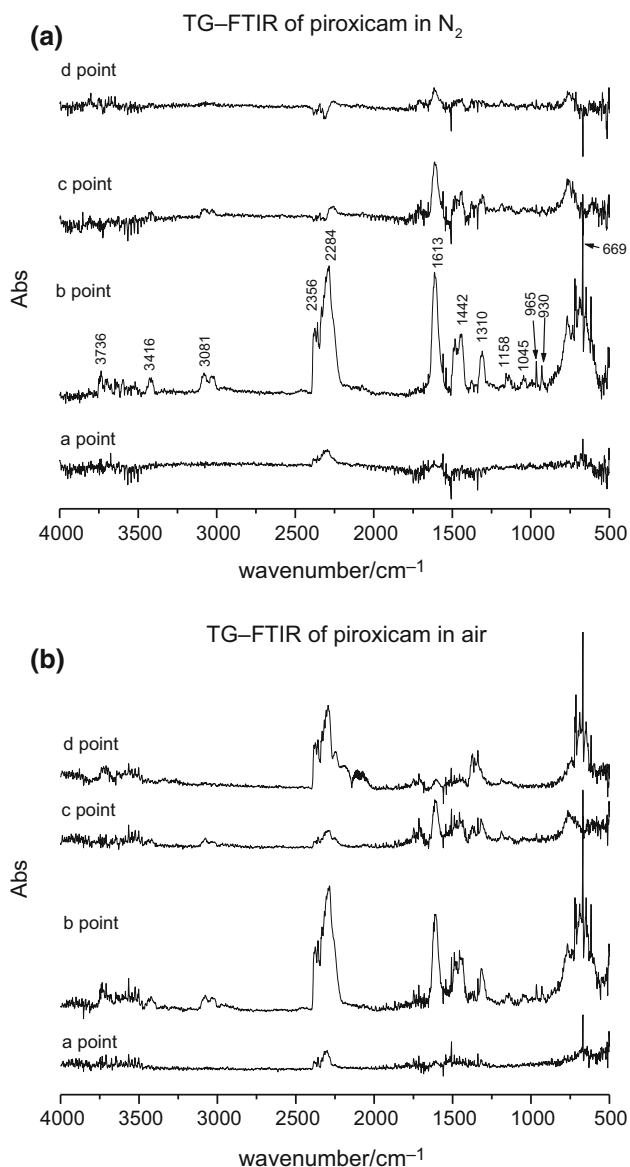 (a)
TG–FTIR of piroxicam in N₂
d point
c point
b point
a point
3736
3416
3081
2356
2284
1613
1442
1310
1158
1045
965
930
669
Abs
4000 3500 3000 2500 2000 1500 1000 500
wavenumber/cm⁻¹
(b)
TG–FTIR of piroxicam in air
d point
c point
b point
a point
Abs
4000 3500 3000 2500 2000 1500 1000 500
wavenumber/cm⁻¹